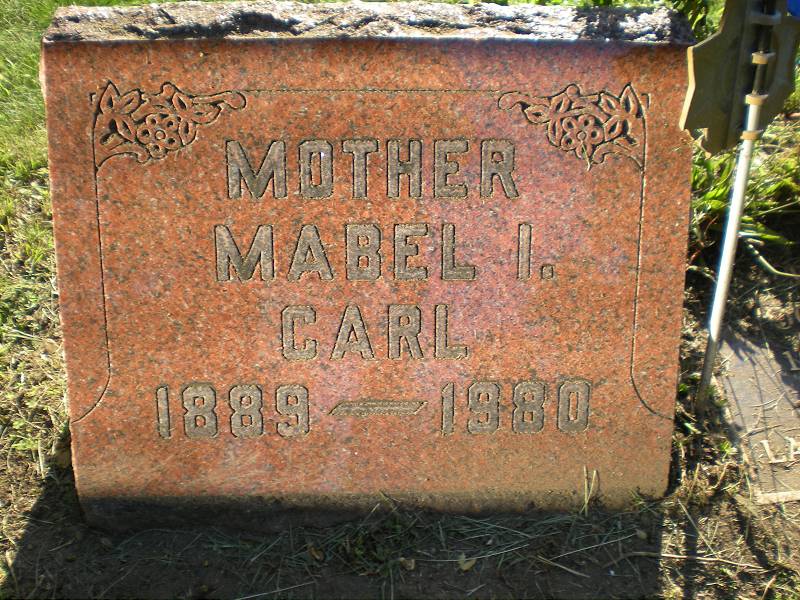 MOTHER
MABEL I.
CARL
1889 — 1980